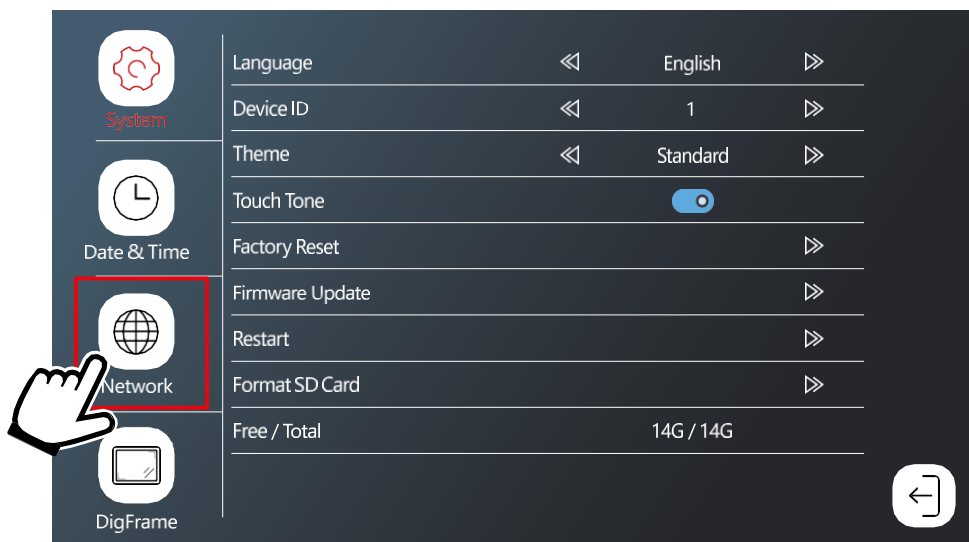 System
Date & Time
Network
DigFrame
Language English
Device ID 1
Theme Standard
Touch Tone
Factory Reset
Firmware Update
Restart
Format SD Card
Free / Total 14G / 14G